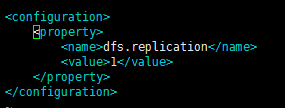 <configuration>
<property>
<name>dfs.replication</name>
<value>1</value>
</property>
</configuration>